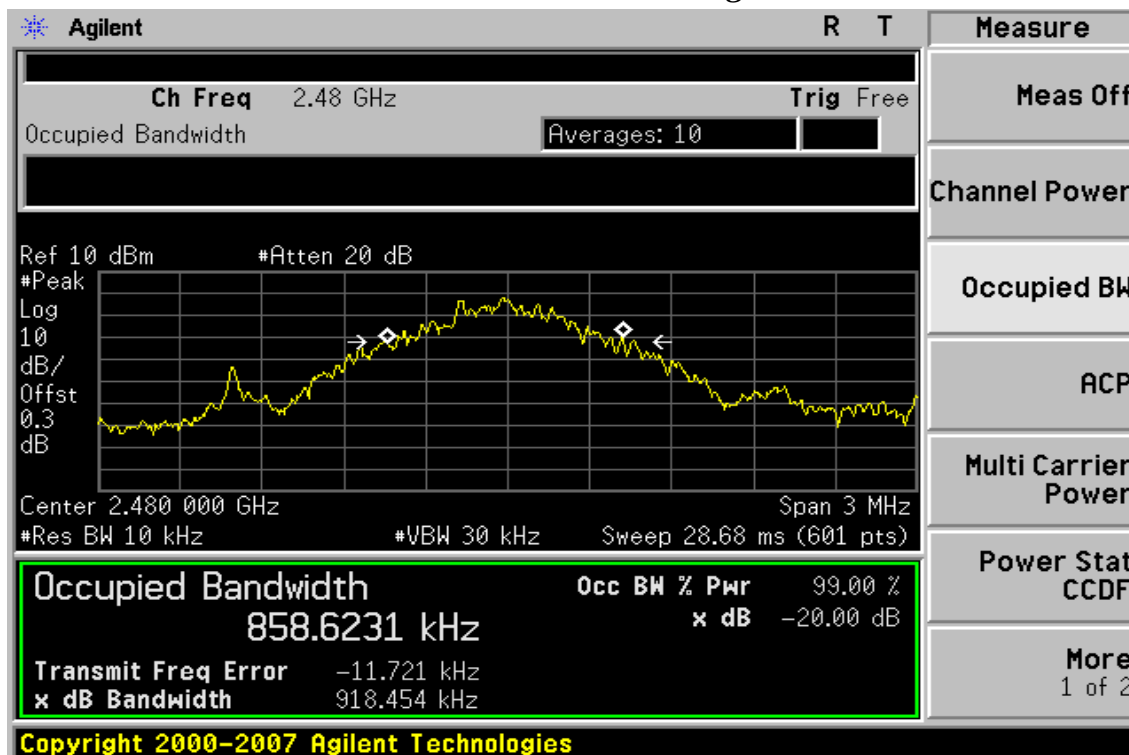 Agilent R T Measure
Ch Freq 2.48 GHz Trig Free
Meas Off
Occupied Bandwidth Averages: 10
Channel Power
Ref 10 dBm #Atten 20 dB
#Peak
Log
10
dB/
Offst
0.3
dB
Occupied BW
ACP
Multi Carrier
Power
Center 2.480 000 GHz Span 3 MHz
#Res BW 10 kHz #VBW 30 kHz Sweep 28.68 ms (601 pts)
Power Stat
CCDF
Occupied Bandwidth Occ BW % Pwr 99.00 %
858.6231 kHz x dB -20.00 dB
Transmit Freq Error -11.721 kHz
x dB Bandwidth 918.454 kHz
More
1 of 2
Copyright 2000-2007 Agilent Technologies